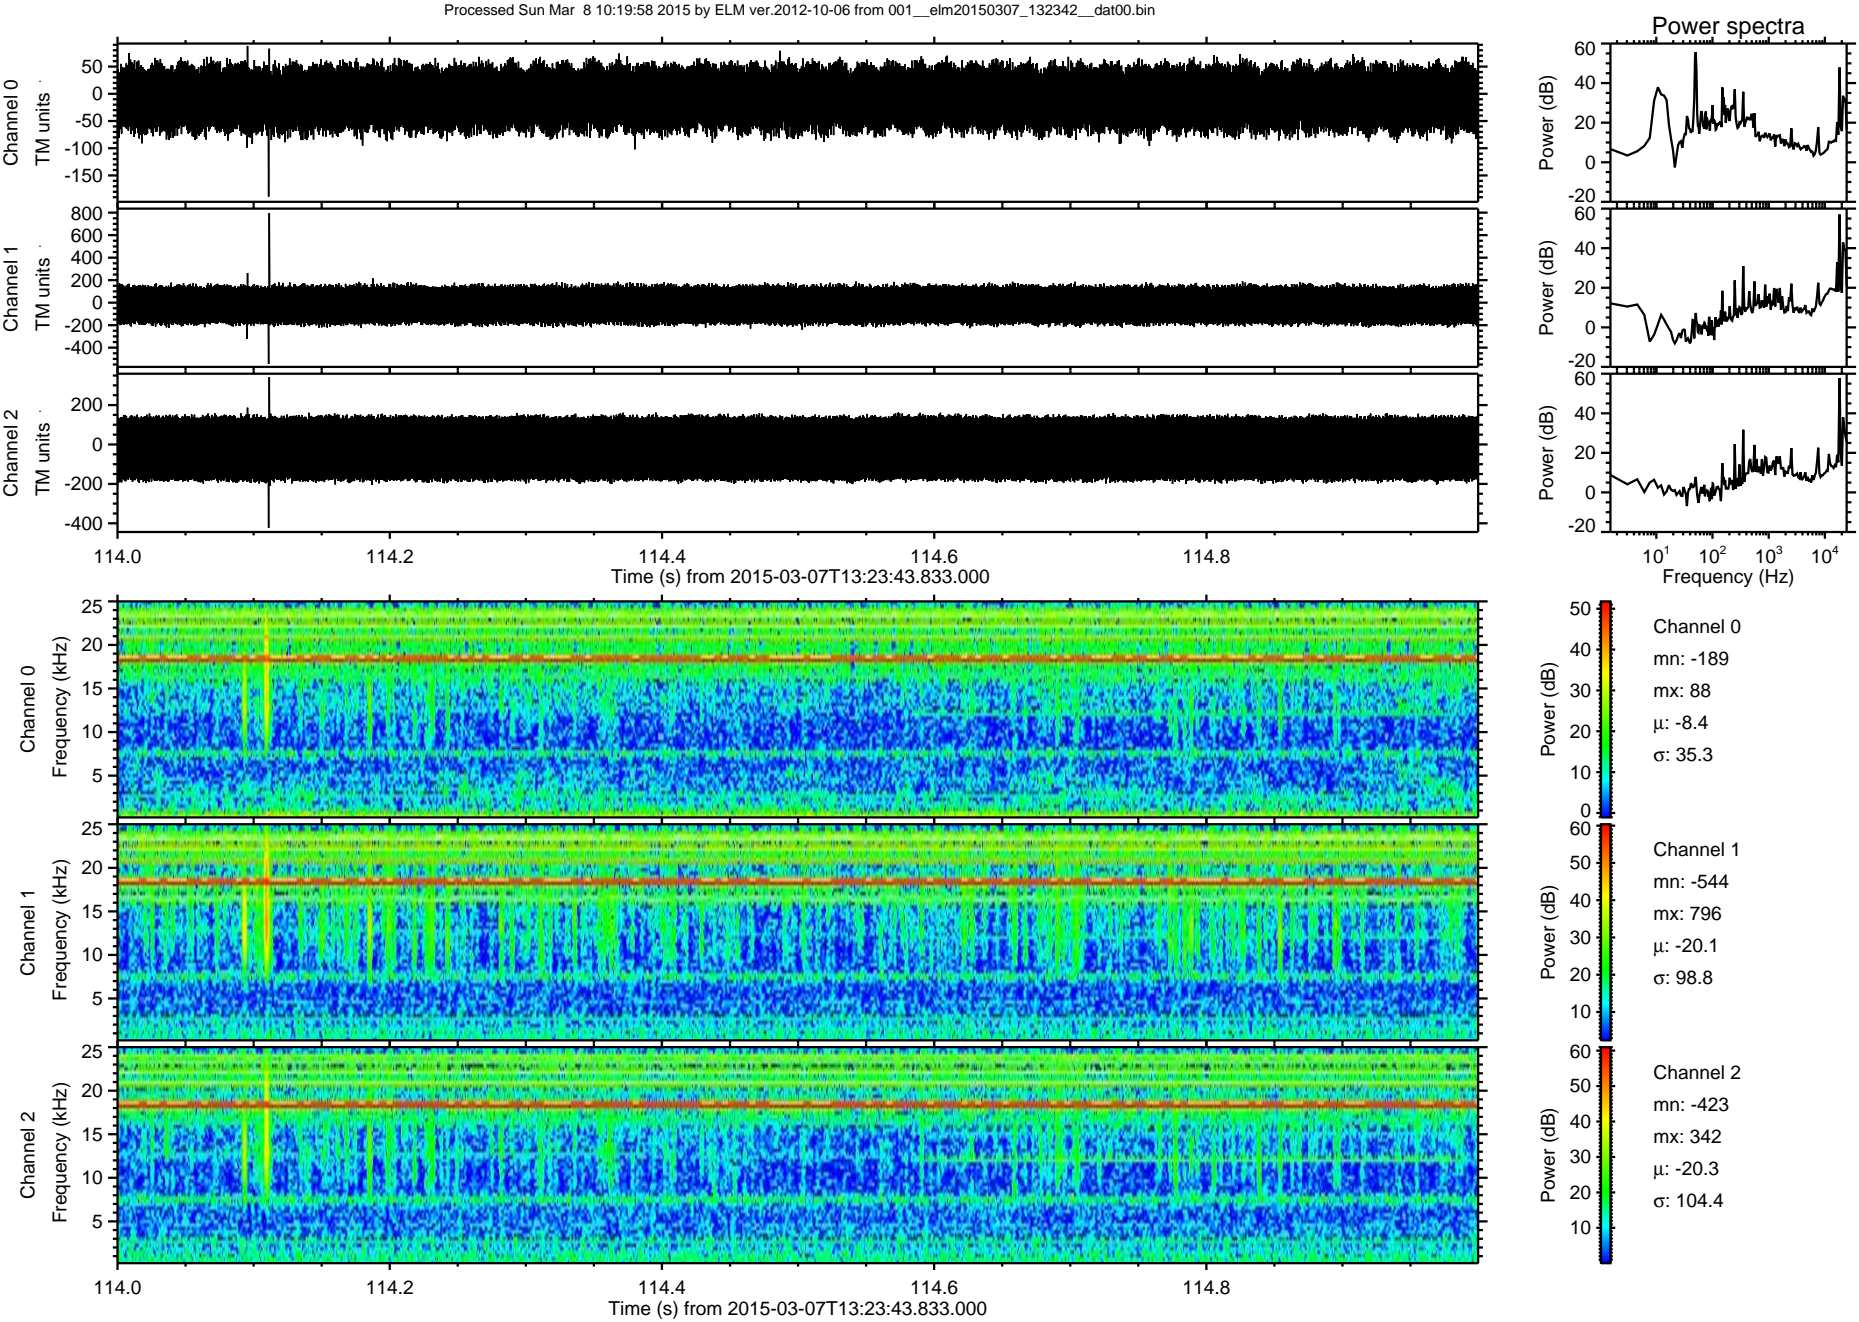 Processed Sun Mar 8 10:19:58 2015 by ELM ver.2012-10-06 from 001__elm20150307_132342__dat00.bin
Power spectra
Channel 0
TM units
50
0
-50
-100
-150
Power (dB)
60
40
20
0
-20
Channel 1
TM units
800
600
400
200
0
-200
-400
Power (dB)
60
40
20
0
-20
Channel 2
TM units
200
0
-200
-400
Power (dB)
60
40
20
0
-20
114.0 114.2 114.4 114.6 114.8
Time (s) from 2015-03-07T13:23:43.833.000
10^1 10^2 10^3 10^4
Frequency (Hz)
Channel 0
Frequency (kHz)
25
20
15
10
5
Power (dB)
50
40
30
20
10
0
Channel 0
mn: -189
mx: 88
μ: -8.4
σ: 35.3
Channel 1
Frequency (kHz)
25
20
15
10
5
Power (dB)
60
50
40
30
20
10
Channel 1
mn: -544
mx: 796
μ: -20.1
σ: 98.8
Channel 2
Frequency (kHz)
25
20
15
10
5
Power (dB)
60
50
40
30
20
10
Channel 2
mn: -423
mx: 342
μ: -20.3
σ: 104.4
114.0 114.2 114.4 114.6 114.8
Time (s) from 2015-03-07T13:23:43.833.000